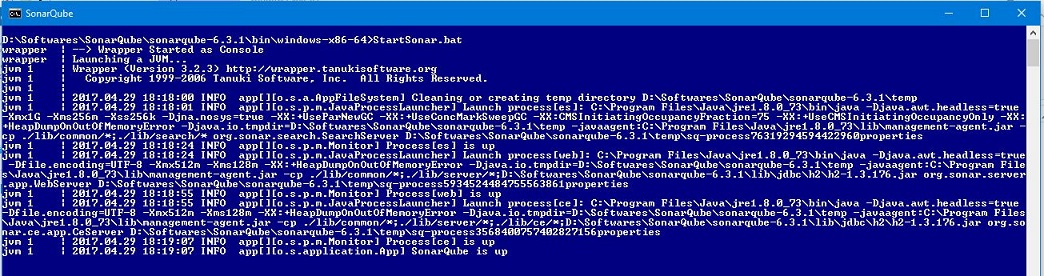 SonarQube
D:\Softwares\SonarQube\sonarqube-6.3.1\bin\windows-x86-64>StartSonar.bat
wrapper  | --> Wrapper Started as Console
wrapper  | Launching a JVM...
jvm 1    | Wrapper (Version 3.2.3) http://wrapper.tanukisoftware.org
jvm 1    |   Copyright 1999-2006 Tanuki Software, Inc.  All Rights Reserved.
jvm 1    |
jvm 1    | 2017.04.29 18:18:00 INFO  app[][o.s.a.AppFileSystem] Cleaning or creating temp directory D:\Softwares\SonarQube\sonarqube-6.3.1\temp
jvm 1    | 2017.04.29 18:18:01 INFO  app[][o.s.p.m.JavaProcessLauncher] Launch process[es]: C:\Program Files\Java\jre1.8.0_73\bin\java -Djava.awt.headless=true
-Xmx1G -Xms256m -Xss256k -Djna.nosys=true -XX:+UseParNewGC -XX:+UseConcMarkSweepGC -XX:CMSInitiatingOccupancyFraction=75 -XX:+UseCMSInitiatingOccupancyOnly -XX:
+HeapDumpOnOutOfMemoryError -Djava.io.tmpdir=D:\Softwares\SonarQube\sonarqube-6.3.1\temp -javaagent:C:\Program Files\Java\jre1.8.0_73\lib\management-agent.jar -
cp ./lib/common/*;./lib/search/* org.sonar.search.SearchServer D:\Softwares\SonarQube\sonarqube-6.3.1\temp\sq-process7631929459442296​0properties
jvm 1    | 2017.04.29 18:18:24 INFO  app[][o.s.p.m.Monitor] Process[es] is up
jvm 1    | 2017.04.29 18:18:24 INFO  app[][o.s.p.m.JavaProcessLauncher] Launch process[web]: C:\Program Files\Java\jre1.8.0_73\bin\java -Djava.awt.headless=true
-Dfile.encoding=UTF-8 -Xmx512m -Xms128m -XX:+HeapDumpOnOutOfMemoryError -Djava.io.tmpdir=D:\Softwares\SonarQube\sonarqube-6.3.1\temp -javaagent:C:\Program File
s\Java\jre1.8.0_73\lib\management-agent.jar -cp ./lib/common/*;./lib/server/*;D:\Softwares\SonarQube\sonarqube-6.3.1\lib\jdbc\h2\h2-1.3.176.jar org.sonar.server
.app.WebServer D:\Softwares\SonarQube\sonarqube-6.3.1\temp\sq-process5934524484755563861properties
jvm 1    | 2017.04.29 18:18:55 INFO  app[][o.s.p.m.Monitor] Process[web] is up
jvm 1    | 2017.04.29 18:18:55 INFO  app[][o.s.p.m.JavaProcessLauncher] Launch process[ce]: C:\Program Files\Java\jre1.8.0_73\bin\java -Djava.awt.headless=true
-Dfile.encoding=UTF-8 -Xmx512m -Xms128m -XX:+HeapDumpOnOutOfMemoryError -Djava.io.tmpdir=D:\Softwares\SonarQube\sonarqube-6.3.1\temp -javaagent:C:\Program Files
\Java\jre1.8.0_73\lib\management-agent.jar -cp ./lib/common/*;./lib/server/*;./lib/ce/*;D:\Softwares\SonarQube\sonarqube-6.3.1\lib\jdbc\h2\h2-1.3.176.jar org.so
nar.ce.app.CeServer D:\Softwares\SonarQube\sonarqube-6.3.1\temp\sq-process3568400757402827156properties
jvm 1    | 2017.04.29 18:19:07 INFO  app[][o.s.p.m.Monitor] Process[ce] is up
jvm 1    | 2017.04.29 18:19:07 INFO  app[][o.s.application.App] SonarQube is up